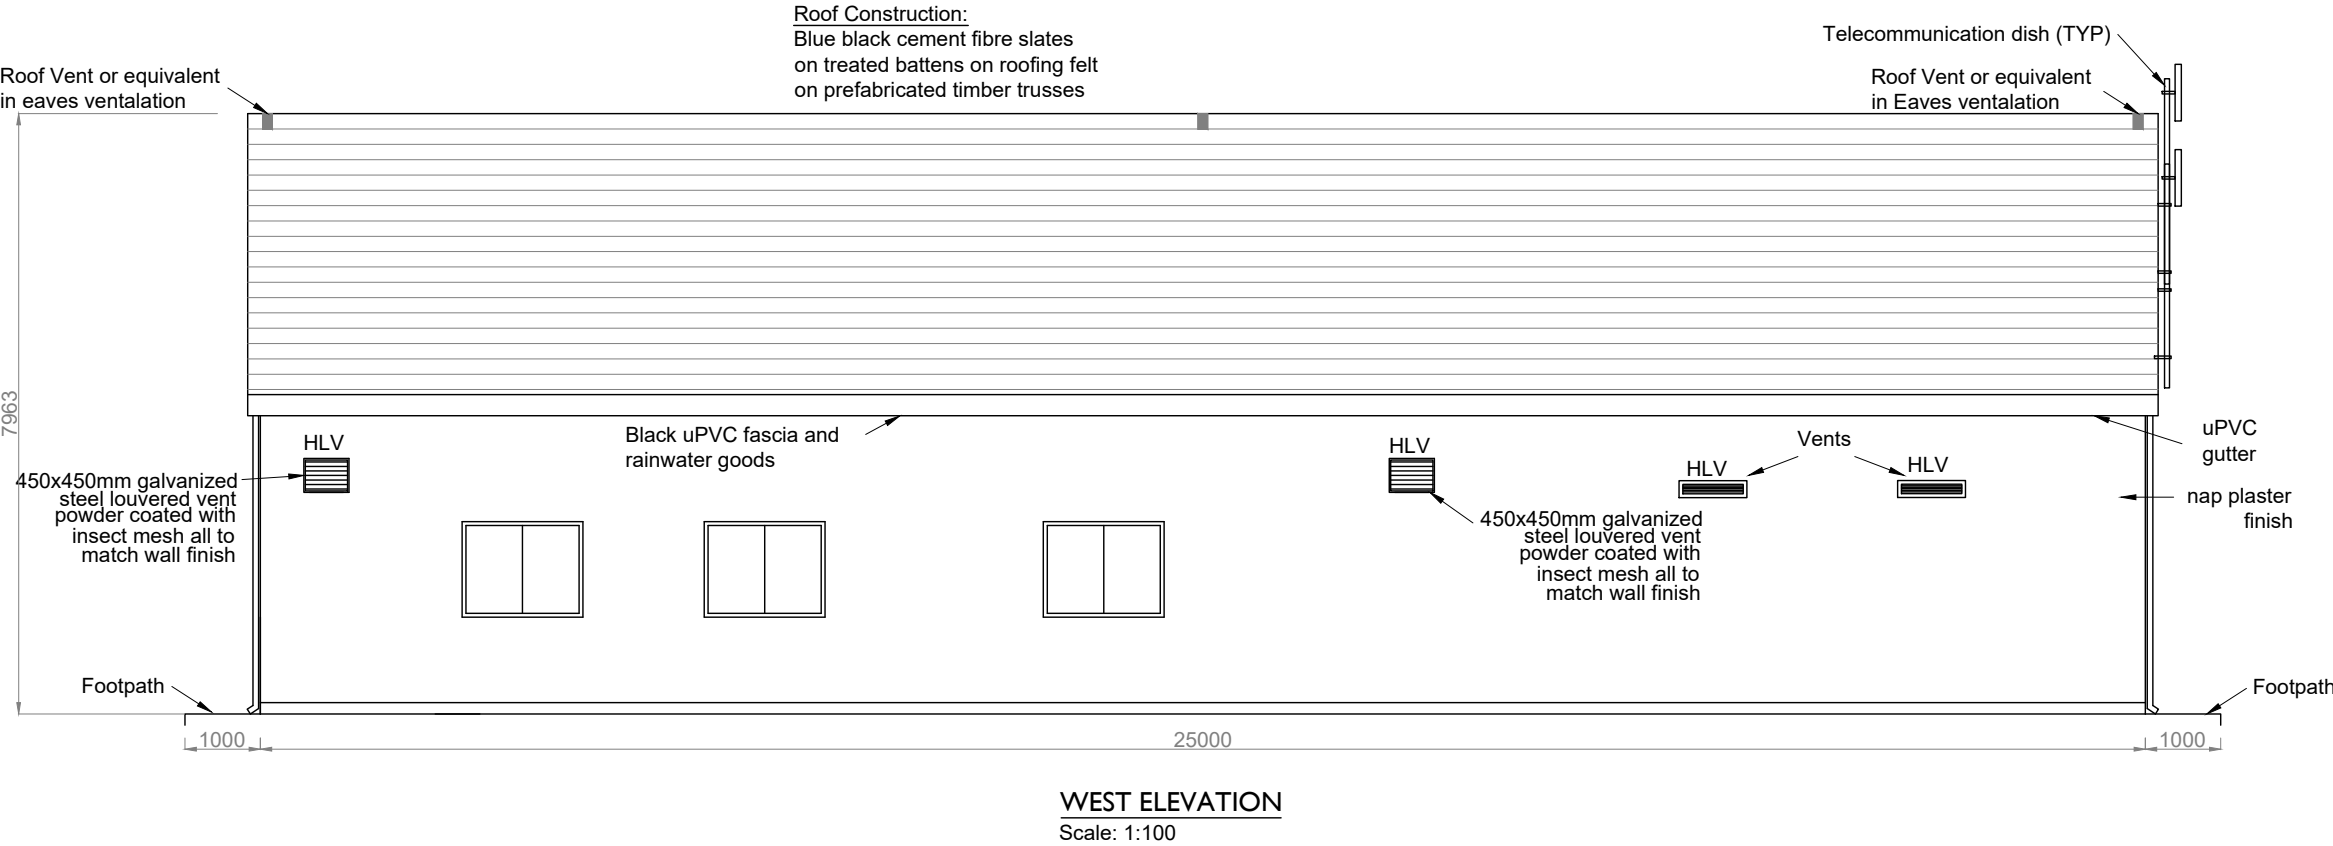 Roof Construction:
Blue black cement fibre slates
on treated battens on roofing felt
on prefabricated timber trusses
Telecommunication dish (TYP)
Roof Vent or equivalent
in eaves ventalation
Roof Vent or equivalent
in Eaves ventalation
7963
HLV
450x450mm galvanized
steel louvered vent
powder coated with
insect mesh all to
match wall finish
Black uPVC fascia and
rainwater goods
HLV
450x450mm galvanized
steel louvered vent
powder coated with
insect mesh all to
match wall finish
Vents
HLV
HLV
uPVC
gutter
nap plaster
finish
Footpath
Footpath
1000
25000
1000
WEST ELEVATION
Scale: 1:100